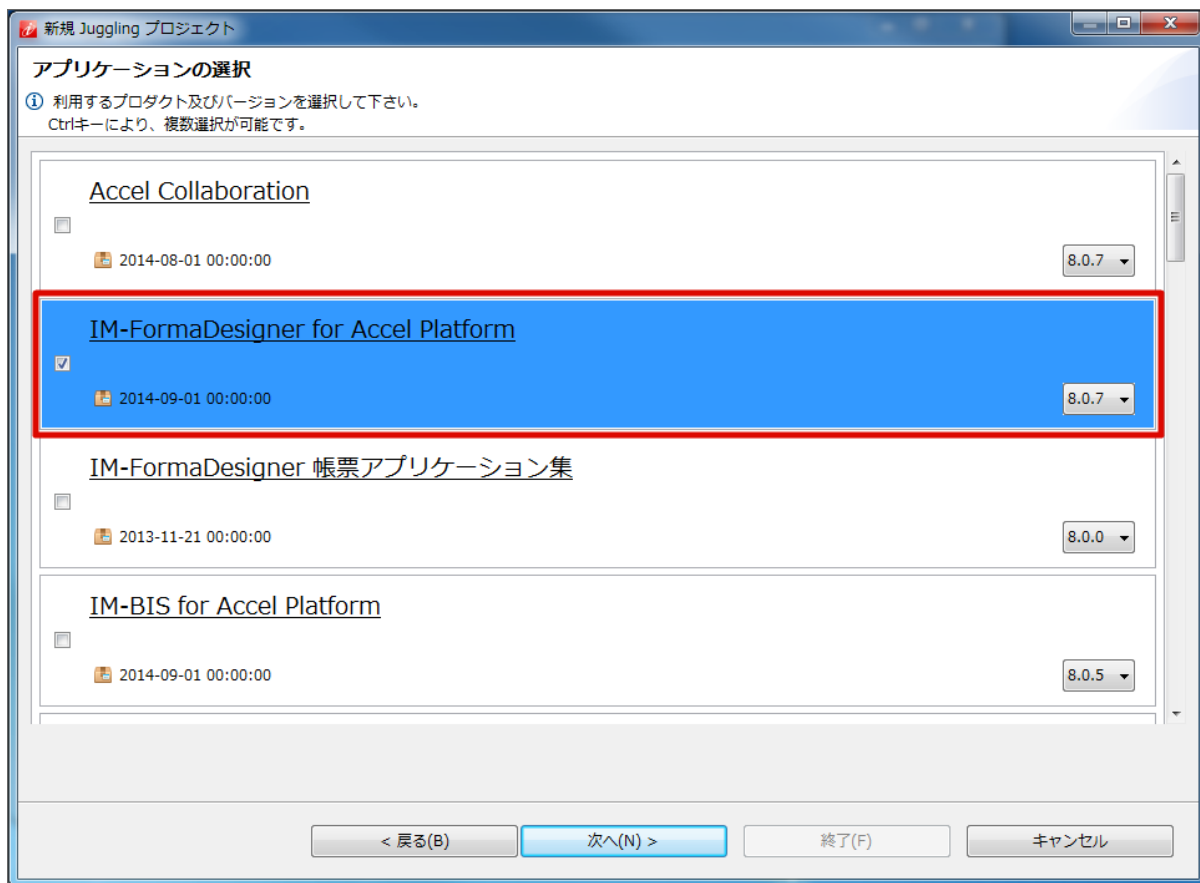 新規 Juggling プロジェクト
アプリケーションの選択
利用するプロダクト及びバージョンを選択して下さい。
Ctrlキーにより、複数選択が可能です。
Accel Collaboration
2014-08-01 00:00:00
8.0.7
IM-FormaDesigner for Accel Platform
2014-09-01 00:00:00
8.0.7
IM-FormaDesigner 帳票アプリケーション集
2013-11-21 00:00:00
8.0.0
IM-BIS for Accel Platform
2014-09-01 00:00:00
8.0.5
< 戻る(B)
次へ(N) >
終了(F)
キャンセル